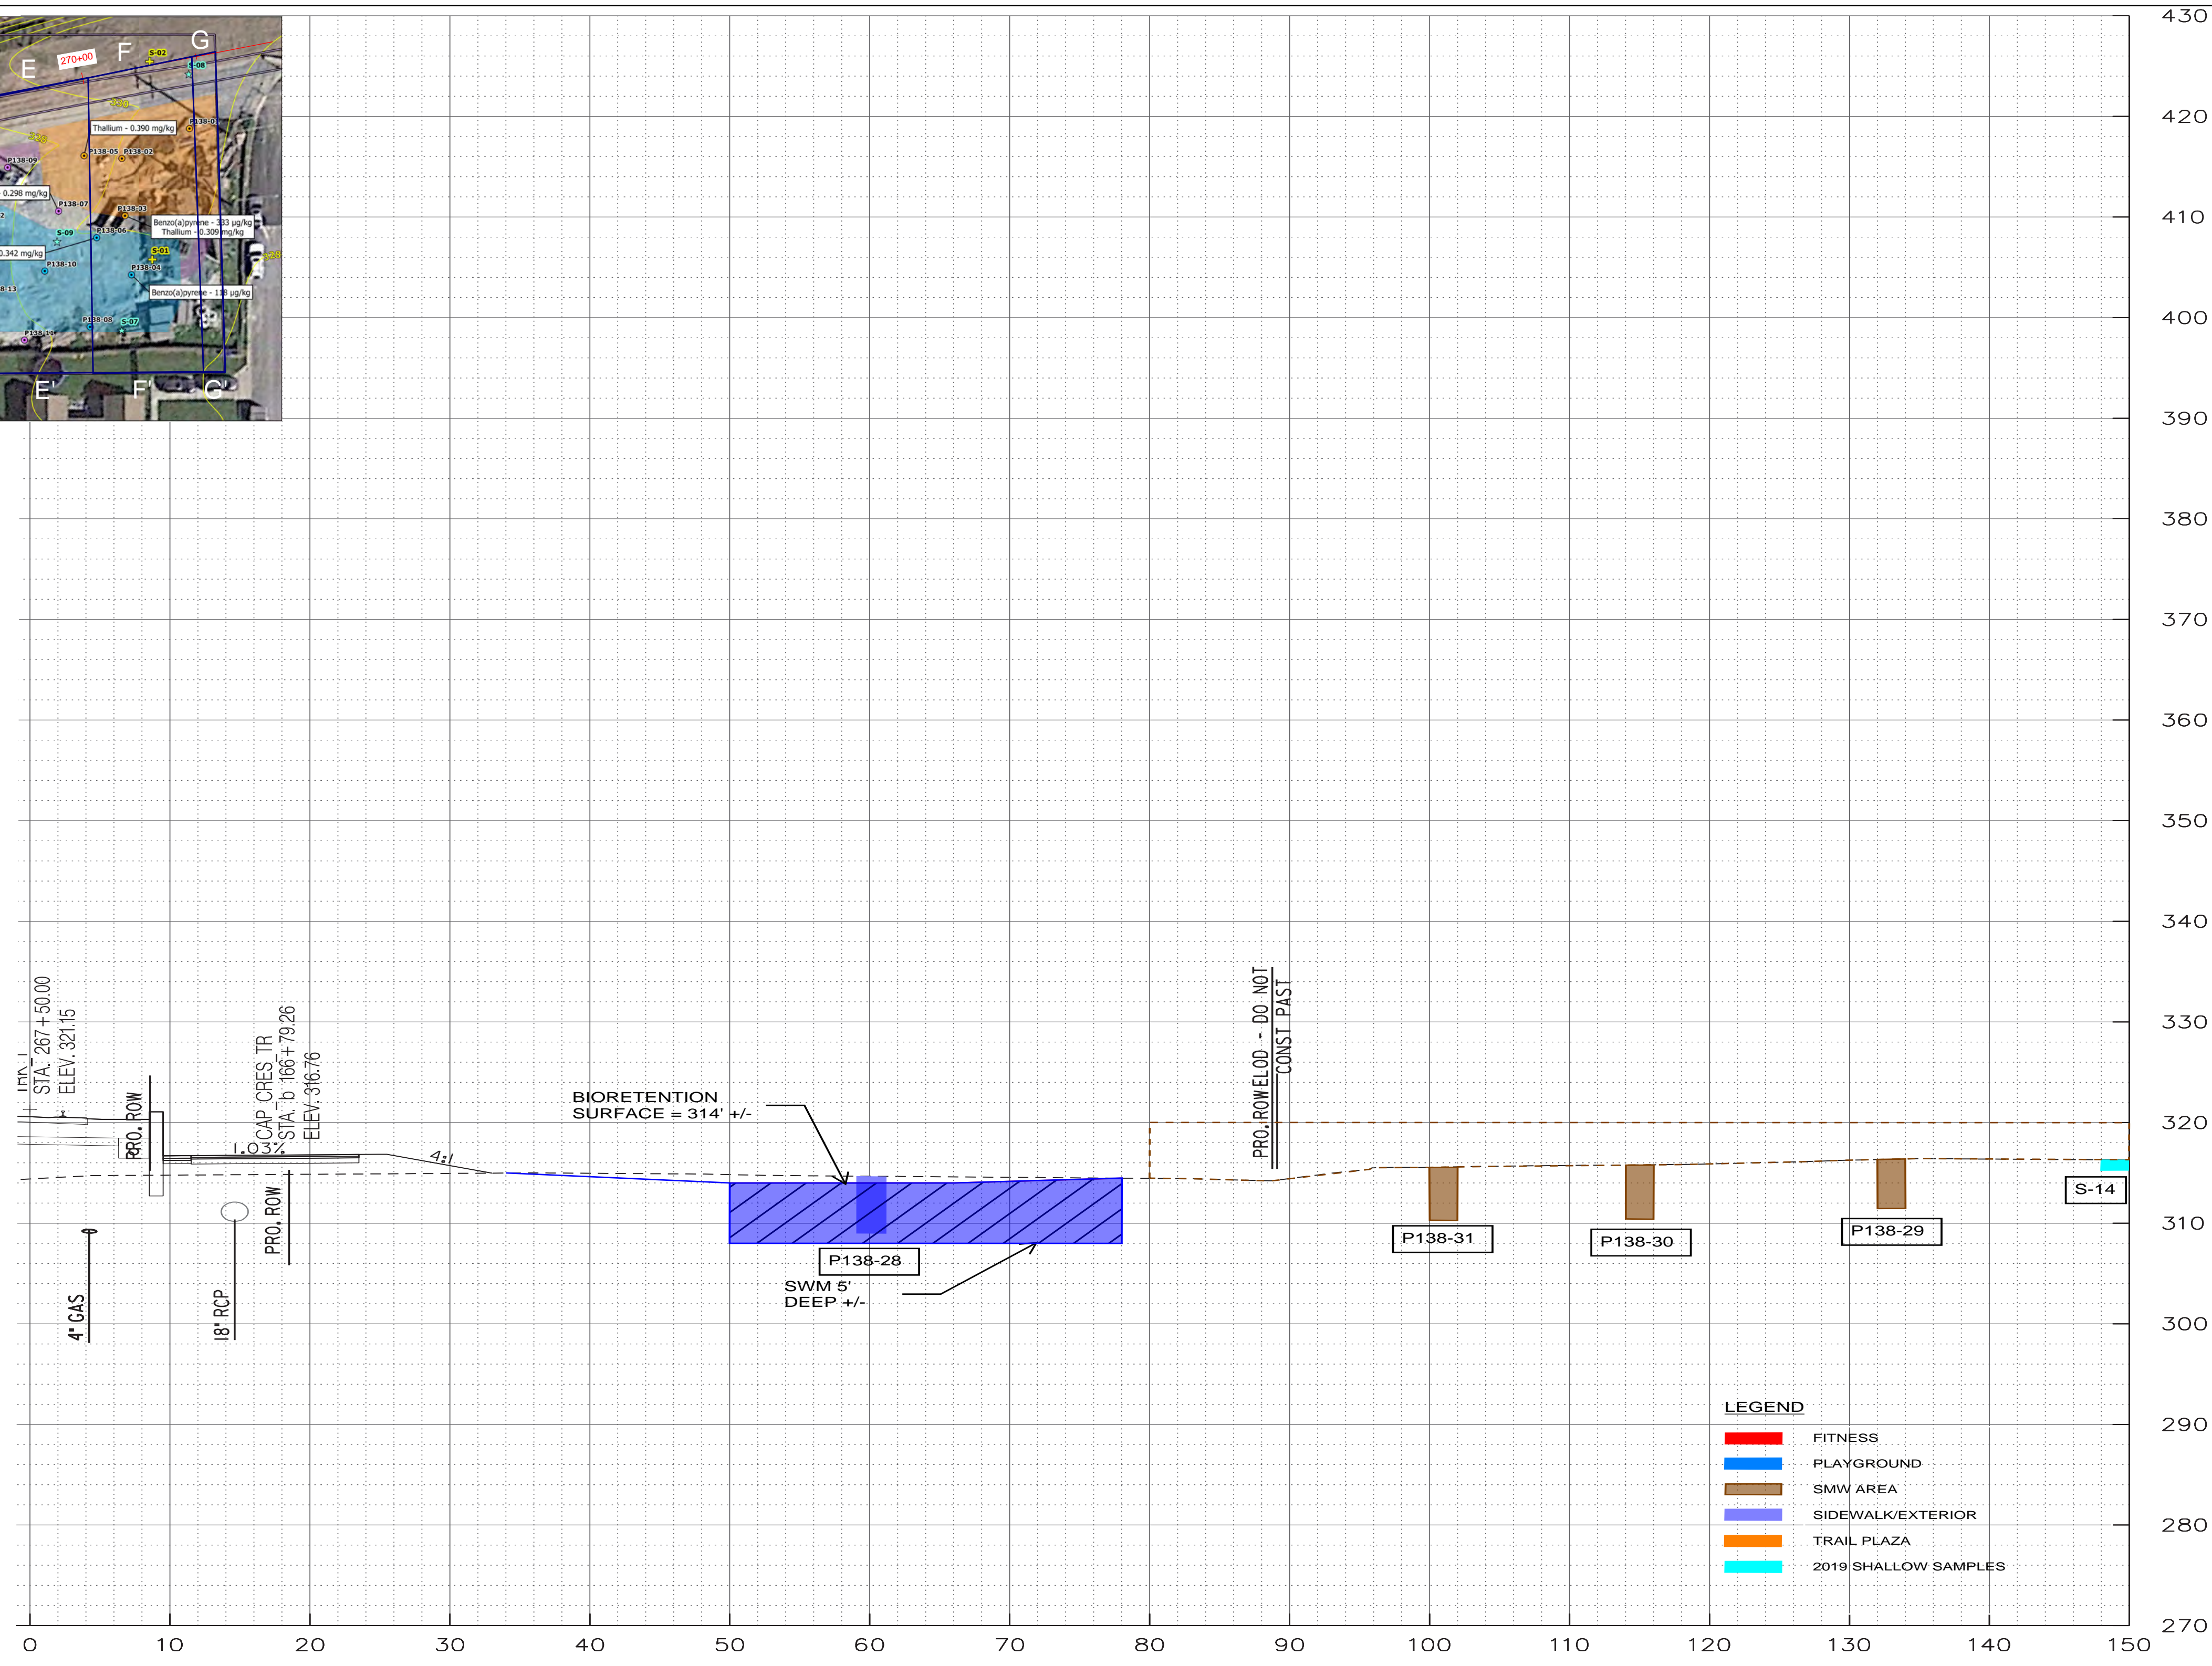 E
270+00
F
G
S-02
S-08
Thallium - 0.390 mg/kg
P138-05
P138-02
P138-09
0.298 mg/kg
P138-07
P138-03
Benzo(a)pyrene - 333 µg/kg
Thallium - 0.309 mg/kg
S-09
P138-06
0.342 mg/kg
S-01
P138-10
P138-04
Benzo(a)pyrene - 118 µg/kg
8-13
P138-08
S-07
E'
F'
G'
430
420
410
400
390
380
370
360
350
340
330
320
310
300
290
280
270
STA. 267+50.00
ELEV. 321.15
PRO. ROW
CAP_CRES_TR
STA. b 166+79.26
ELEV. 316.76
1.03%
4:1
PRO. ROW
4" GAS
18" RCP
BIORETENTION
SURFACE = 314' +/-
P138-28
SWM 5'
DEEP +/-
PRO. ROWELOD - DO NOT
CONST PAST
P138-31
P138-30
P138-29
S-14
LEGEND
FITNESS
PLAYGROUND
SMW AREA
SIDEWALK/EXTERIOR
TRAIL PLAZA
2019 SHALLOW SAMPLES
0 10 20 30 40 50 60 70 80 90 100 110 120 130 140 150